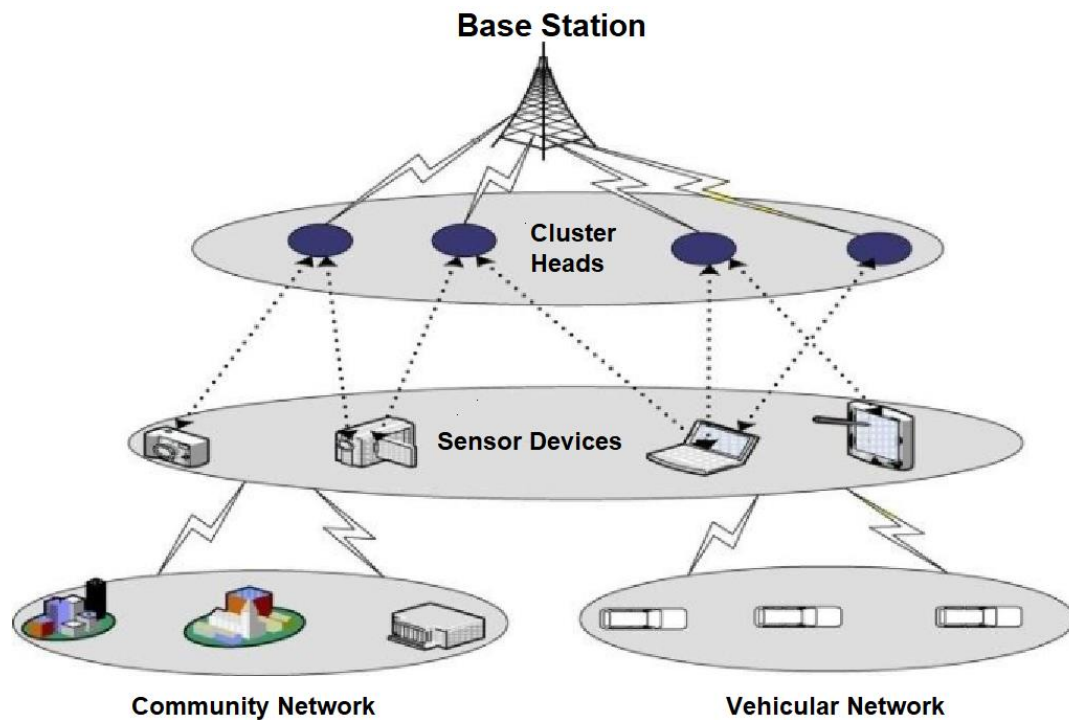 Base Station
Cluster
Heads
Sensor Devices
Community Network
Vehicular Network